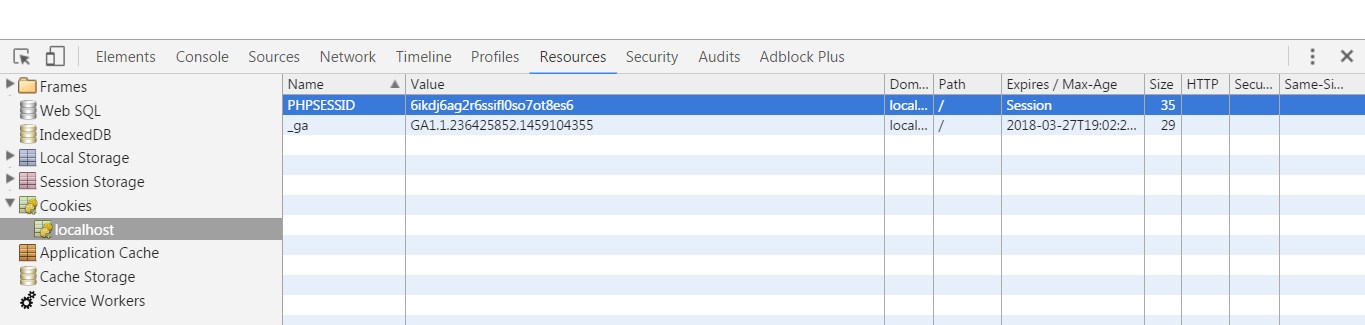 Elements Console Sources Network Timeline Profiles Resources Security Audits Adblock Plus
Frames
Web SQL
IndexedDB
Local Storage
Session Storage
Cookies
localhost
Application Cache
Cache Storage
Service Workers
Name Value Dom... Path Expires / Max-Age Size HTTP Secu... Same-Si...
PHPSESSID 6ikdj6ag2r6ssifl0so7ot8es6 local... / Session 35
_ga GA1.1.236425852.1459104355 local... / 2018-03-27T19:02:2... 29